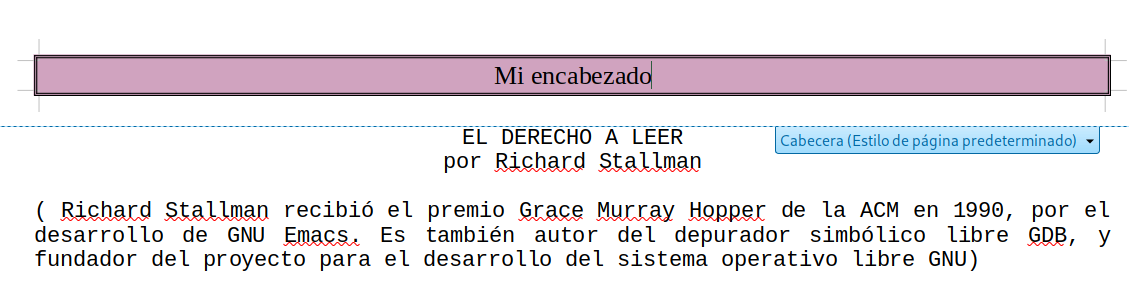 Mi encabezado
EL DERECHO A LEER
Cabecera (Estilo de página predeterminado)
por Richard Stallman
( Richard Stallman recibió el premio Grace Murray Hopper de la ACM en 1990, por el
desarrollo de GNU Emacs. Es también autor del depurador simbólico libre GDB, y
fundador del proyecto para el desarrollo del sistema operativo libre GNU)